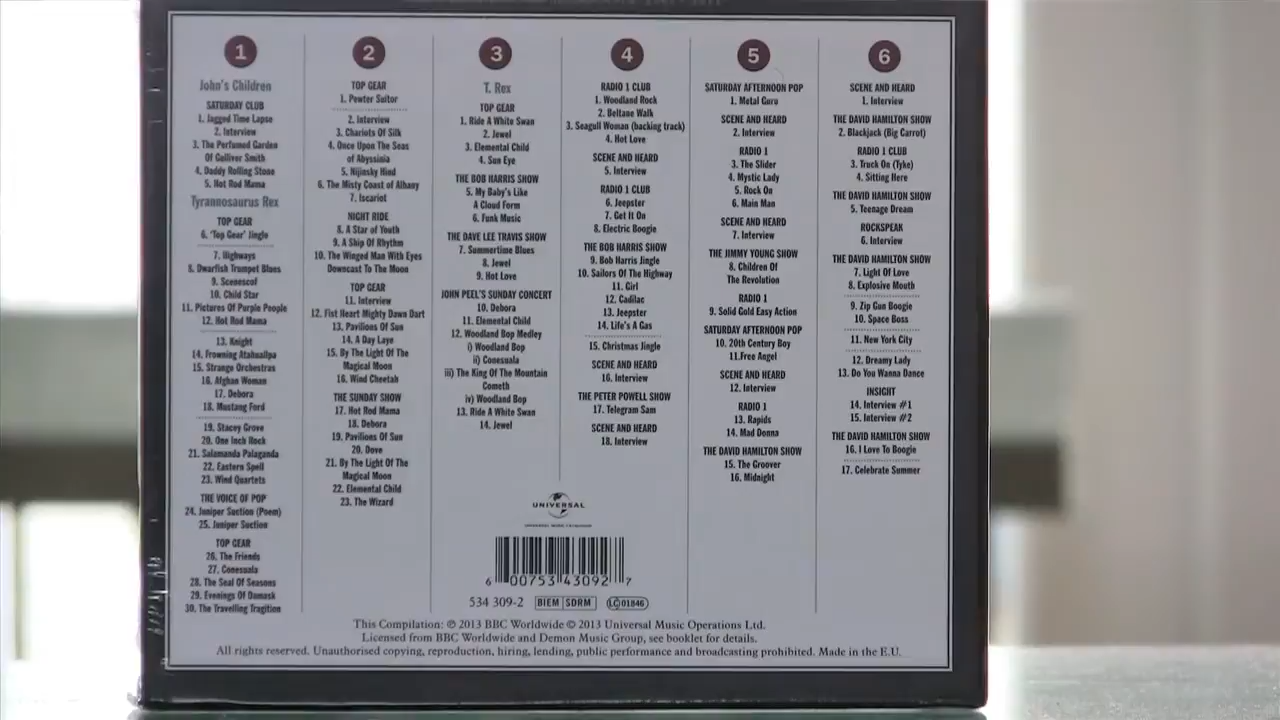 1
John's Children
SATURDAY CLUB
1. Jagged Time Lapse
2. Interview
3. The Perfumed Garden
Of Gulliver Smith
4. Daddy Rolling Stone
5. Hot Rod Mama
Tyrannosaurus Rex
TOP GEAR
6. 'Top Gear' Jingle
7. Highways
8. Dwarfish Trumpet Blues
9. Scenescof
10. Child Star
11. Pictures Of Purple People
12. Hot Rod Mama
13. Knight
14. Frowning Atahuallpa
15. Strange Orchestras
16. Afghan Woman
17. Debora
18. Mustang Ford
19. Stacey Grove
20. One Inch Rock
21. Salamanda Palaganda
22. Eastern Spell
23. Wind Quartets
THE VOICE OF POP
24. Juniper Suction (Poem)
25. Juniper Suction
TOP GEAR
26. The Friends
27. Conesuala
28. The Seal Of Seasons
29. Evenings Of Damask
30. The Travelling Tragition
2
TOP GEAR
1. Pewter Suitor
2. Interview
3. Chariots Of Silk
4. Once Upon The Seas
of Abyssinia
5. Nijinsky Hind
6. The Misty Coast of Albany
7. Iscariot
NIGHT RIDE
8. A Star of Youth
9. A Ship Of Rhythm
10. The Winged Man With Eyes
Downcast To The Moon
TOP GEAR
11. Interview
12. Fist Heart Mighty Dawn Dart
13. Pavilions Of Sun
14. A Day Laye
15. By The Light Of The
Magical Moon
16. Wind Cheetah
THE SUNDAY SHOW
17. Hot Rod Mama
18. Debora
19. Pavilions Of Sun
20. Dove
21. By The Light Of The
Magical Moon
22. Elemental Child
23. The Wizard
3
T. Rex
TOP GEAR
1. Ride A White Swan
2. Jewel
3. Elemental Child
4. Sun Eye
THE BOB HARRIS SHOW
5. My Baby's Like
A Cloud Form
6. Funk Music
THE DAVE LEE TRAVIS SHOW
7. Summertime Blues
8. Jewel
9. Hot Love
JOHN PEEL'S SUNDAY CONCERT
10. Debora
11. Elemental Child
12. Woodland Bop Medley
i) Woodland Bop
ii) Conesuala
iii) The King Of The Mountain
Cometh
iv) Woodland Bop
13. Ride A White Swan
14. Jewel
4
RADIO 1 CLUB
1. Woodland Rock
2. Beltane Walk
3. Seagull Woman (backing track)
4. Hot Love
SCENE AND HEARD
5. Interview
RADIO 1 CLUB
6. Jeepster
7. Get It On
8. Electric Boogie
THE BOB HARRIS SHOW
9. Bob Harris Jingle
10. Sailors Of The Highway
11. Girl
12. Cadilac
13. Jeepster
14. Life's A Gas
15. Christmas Jingle
SCENE AND HEARD
16. Interview
THE PETER POWELL SHOW
17. Telegram Sam
SCENE AND HEARD
18. Interview
5
SATURDAY AFTERNOON POP
1. Metal Guru
SCENE AND HEARD
2. Interview
RADIO 1
3. The Slider
4. Mystic Lady
5. Rock On
6. Main Man
SCENE AND HEARD
7. Interview
THE JIMMY YOUNG SHOW
8. Children Of
The Revolution
RADIO 1
9. Solid Gold Easy Action
SATURDAY AFTERNOON POP
10. 20th Century Boy
11.Free Angel
SCENE AND HEARD
12. Interview
RADIO 1
13. Rapids
14. Mad Donna
THE DAVID HAMILTON SHOW
15. The Groover
16. Midnight
6
SCENE AND HEARD
1. Interview
THE DAVID HAMILTON SHOW
2. Blackjack (Big Carrot)
RADIO 1 CLUB
3. Truck On (Tyke)
4. Sitting Here
THE DAVID HAMILTON SHOW
5. Teenage Dream
ROCKSPEAK
6. Interview
THE DAVID HAMILTON SHOW
7. Light Of Love
8. Explosive Mouth
9. Zip Gun Boogie
10. Space Boss
11. New York City
12. Dreamy Lady
13. Do You Wanna Dance
INSIGHT
14. Interview #1
15. Interview #2
THE DAVID HAMILTON SHOW
16. I Love To Boogie
17. Celebrate Summer
UNIVERSAL
6 00753 43092 7
534 309-2 BIEM SDRM LC 01846
This Compilation: ℗ 2013 BBC Worldwide © 2013 Universal Music Operations Ltd.
Licensed from BBC Worldwide and Demon Music Group, see booklet for details.
All rights reserved. Unauthorised copying, reproduction, hiring, lending, public performance and broadcasting prohibited. Made in the E.U.